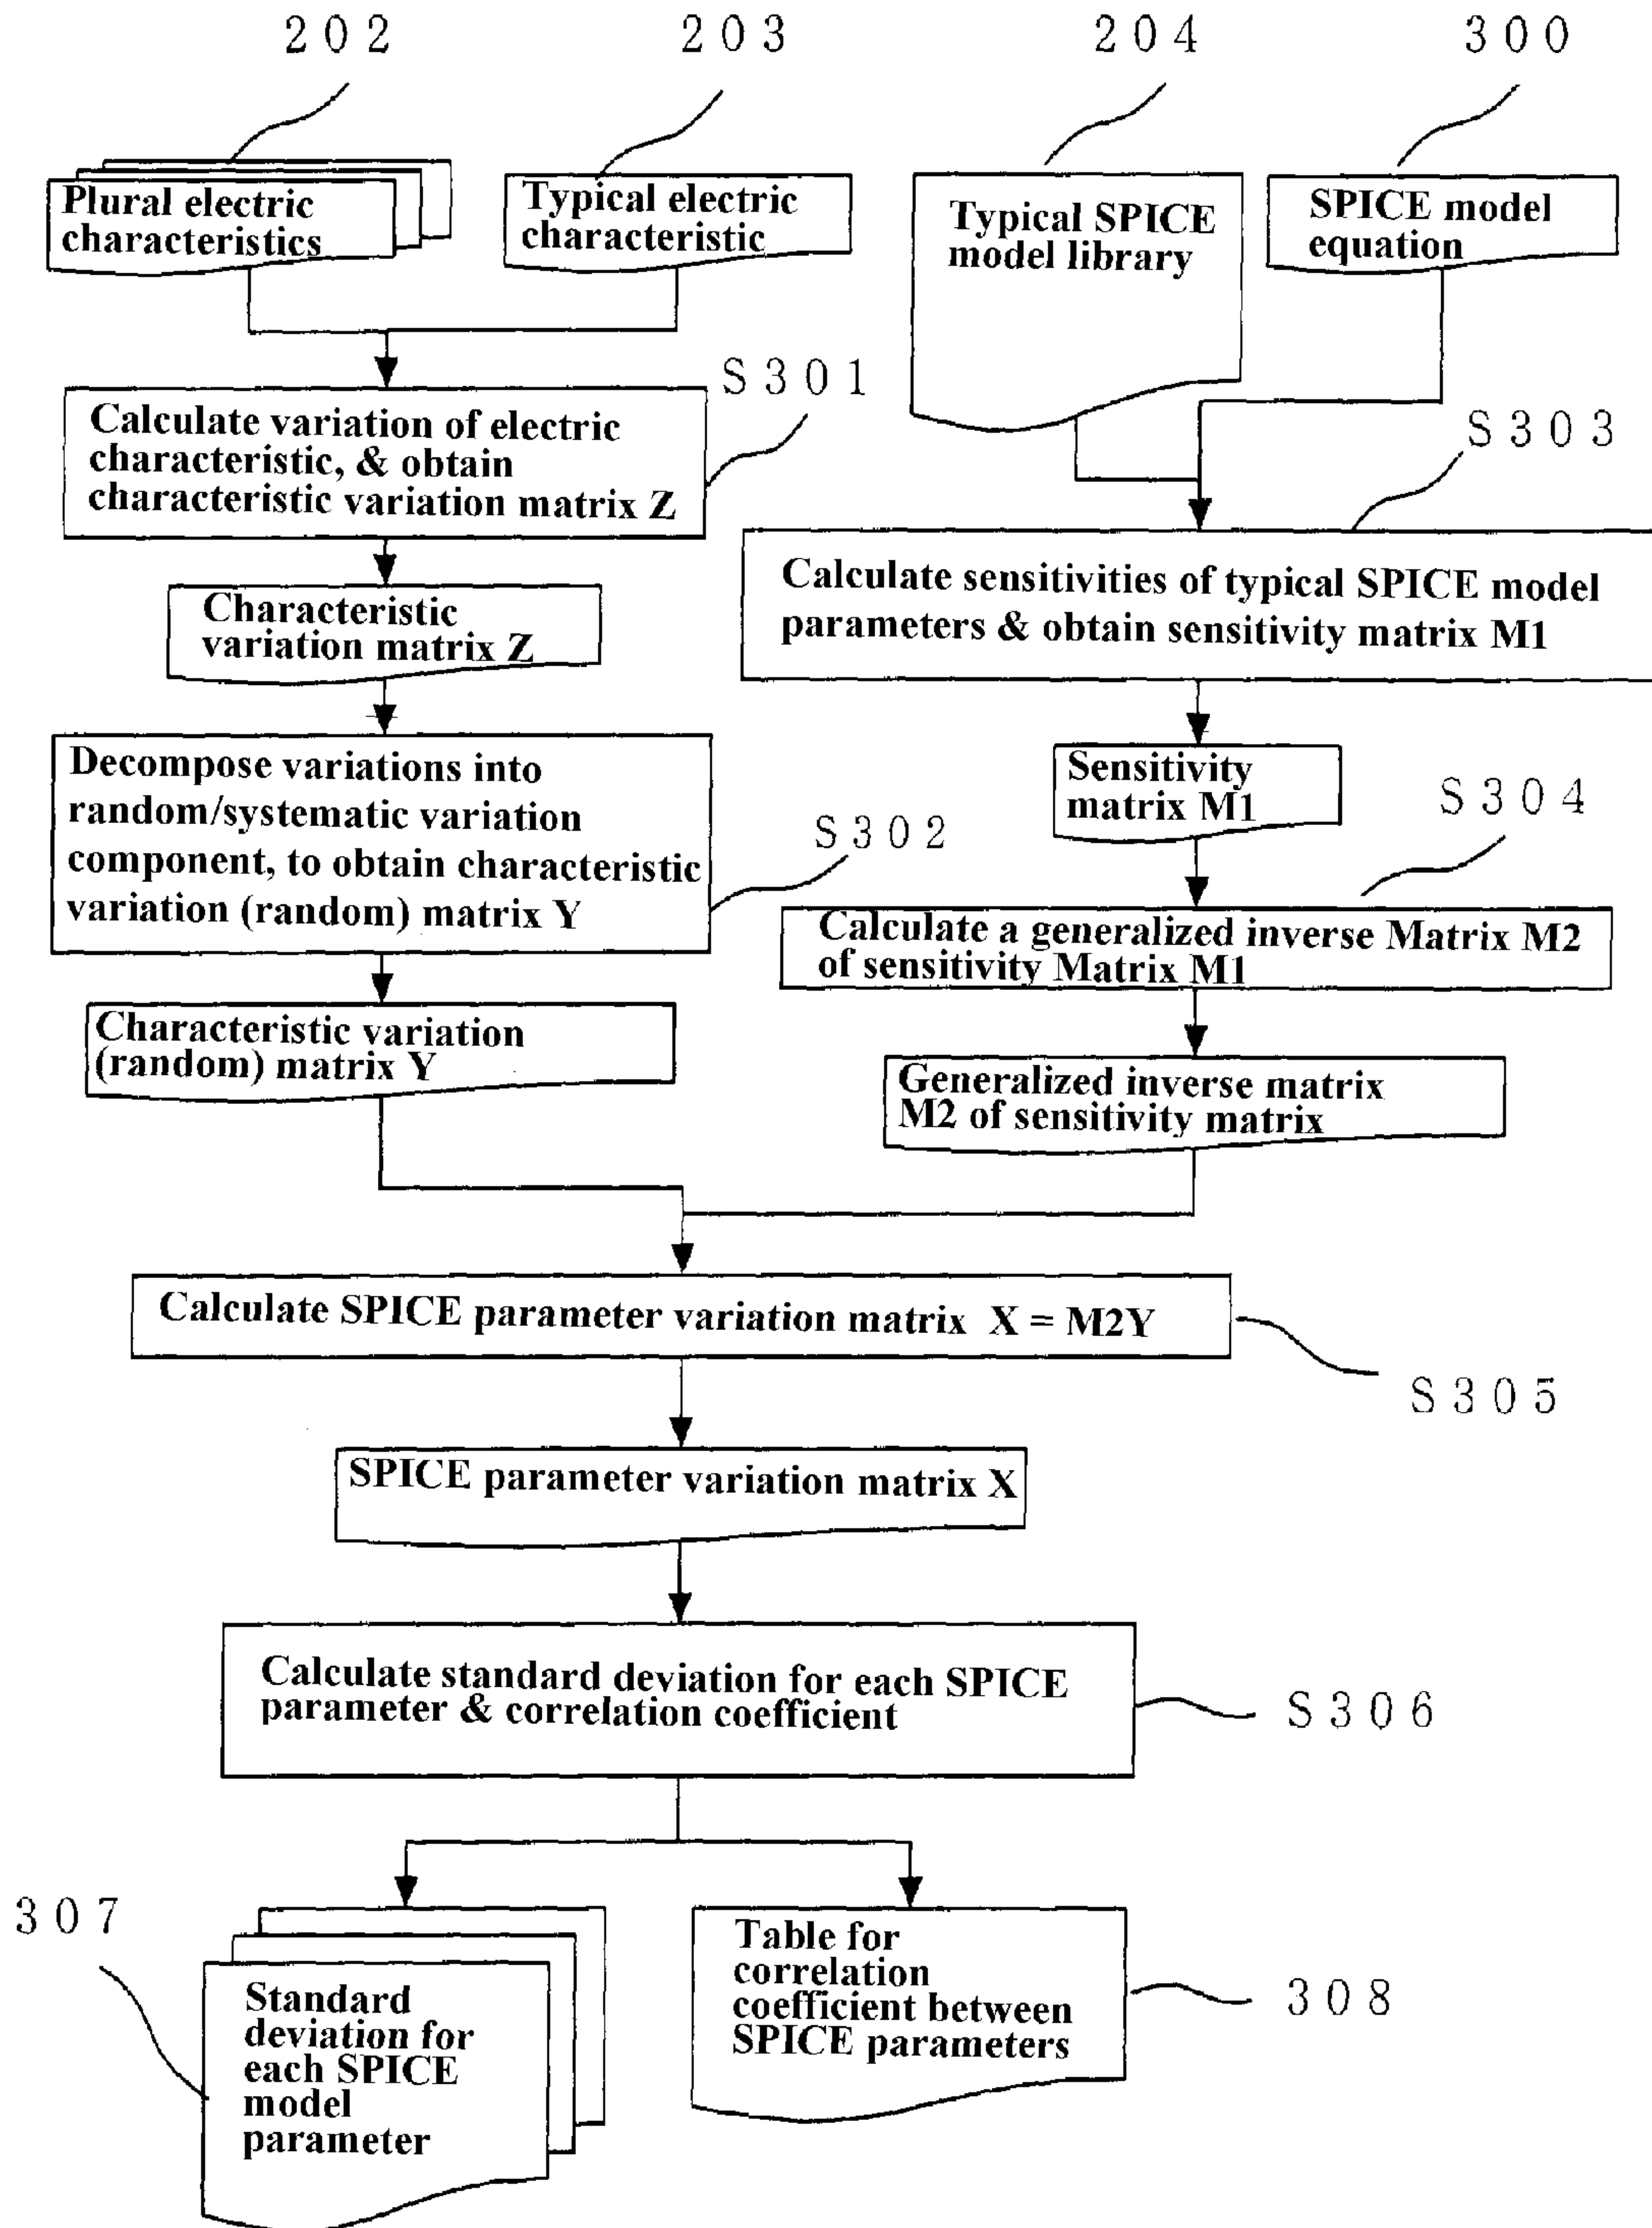 202
203
204
300
Plural electric
characteristics
Typical electric
characteristic
Typical SPICE
model library
SPICE model
equation
S301
Calculate variation of electric
characteristic, & obtain
characteristic variation matrix Z
S303
Calculate sensitivities of typical SPICE model
parameters & obtain sensitivity matrix M1
Characteristic
variation matrix Z
Decompose variations into
random/systematic variation
component, to obtain characteristic
variation (random) matrix Y
S302
Sensitivity
matrix M1
S304
Calculate a generalized inverse Matrix M2
of sensitivity Matrix M1
Characteristic variation
(random) matrix Y
Generalized inverse matrix
M2 of sensitivity matrix
Calculate SPICE parameter variation matrix X = M2Y
S305
SPICE parameter variation matrix X
Calculate standard deviation for each SPICE
parameter & correlation coefficient
S306
307
Standard
deviation for
each SPICE
model
parameter
Table for
correlation
coefficient between
SPICE parameters
308